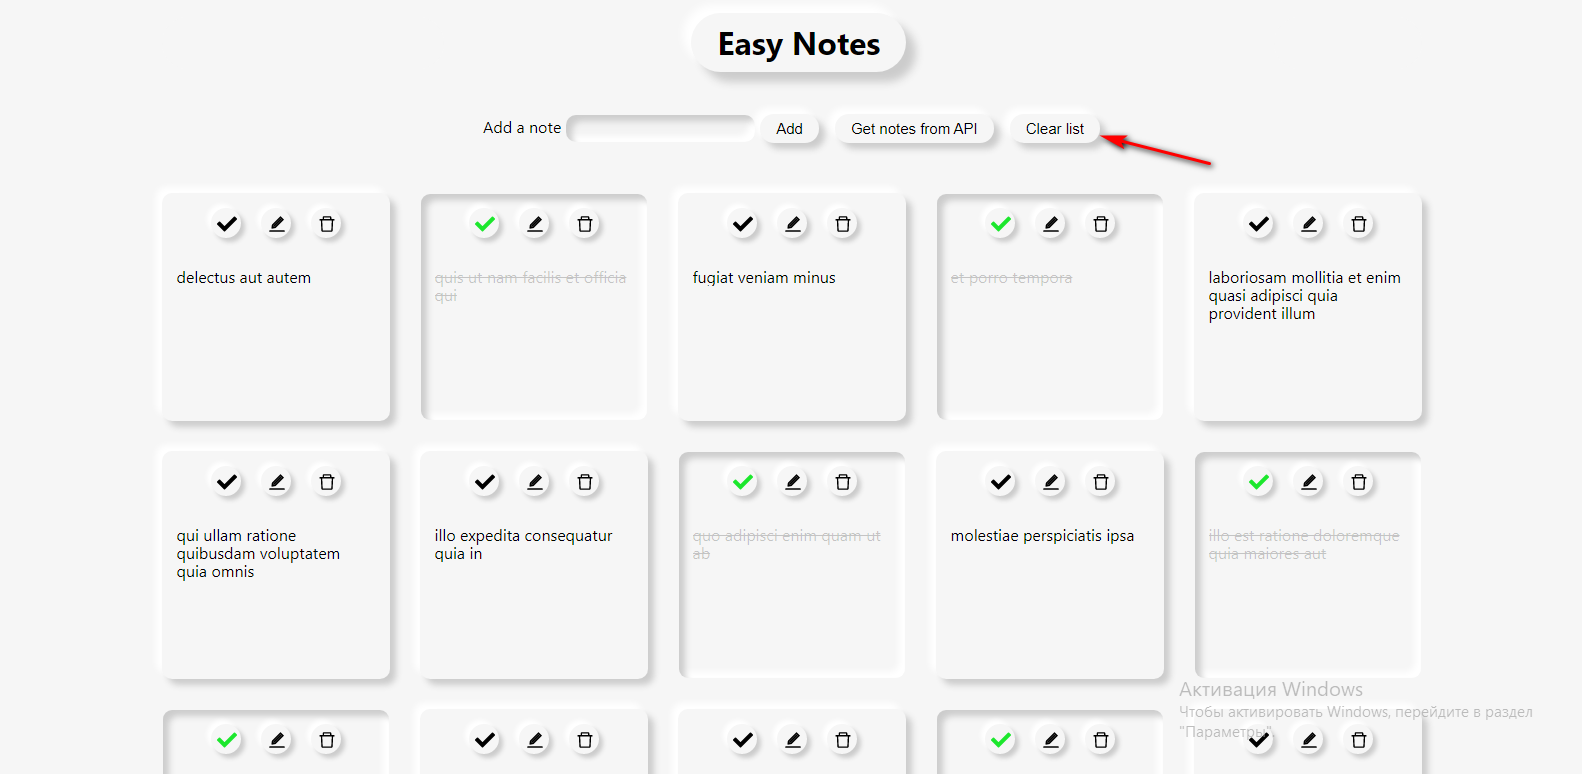 Easy Notes
Add a note
Add
Get notes from API
Clear list
delectus aut autem
quis ut nam facilis et officia
qui
fugiat veniam minus
et porro tempora
laboriosam mollitia et enim
quasi adipisci quia
provident illum
qui ullam ratione
quibusdam voluptatem
quia omnis
illo expedita consequatur
quia in
quo adipisci enim quam ut
ab
molestiae perspiciatis ipsa
illo est ratione doloremque
quia maiores aut
Активация Windows
Чтобы активировать Windows, перейдите в раздел
"Параметры".